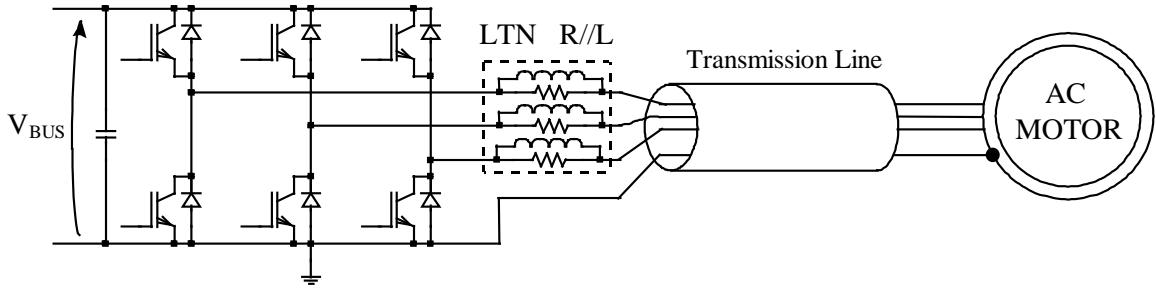 LTN R//L
Transmission Line
V_BUS
AC
MOTOR